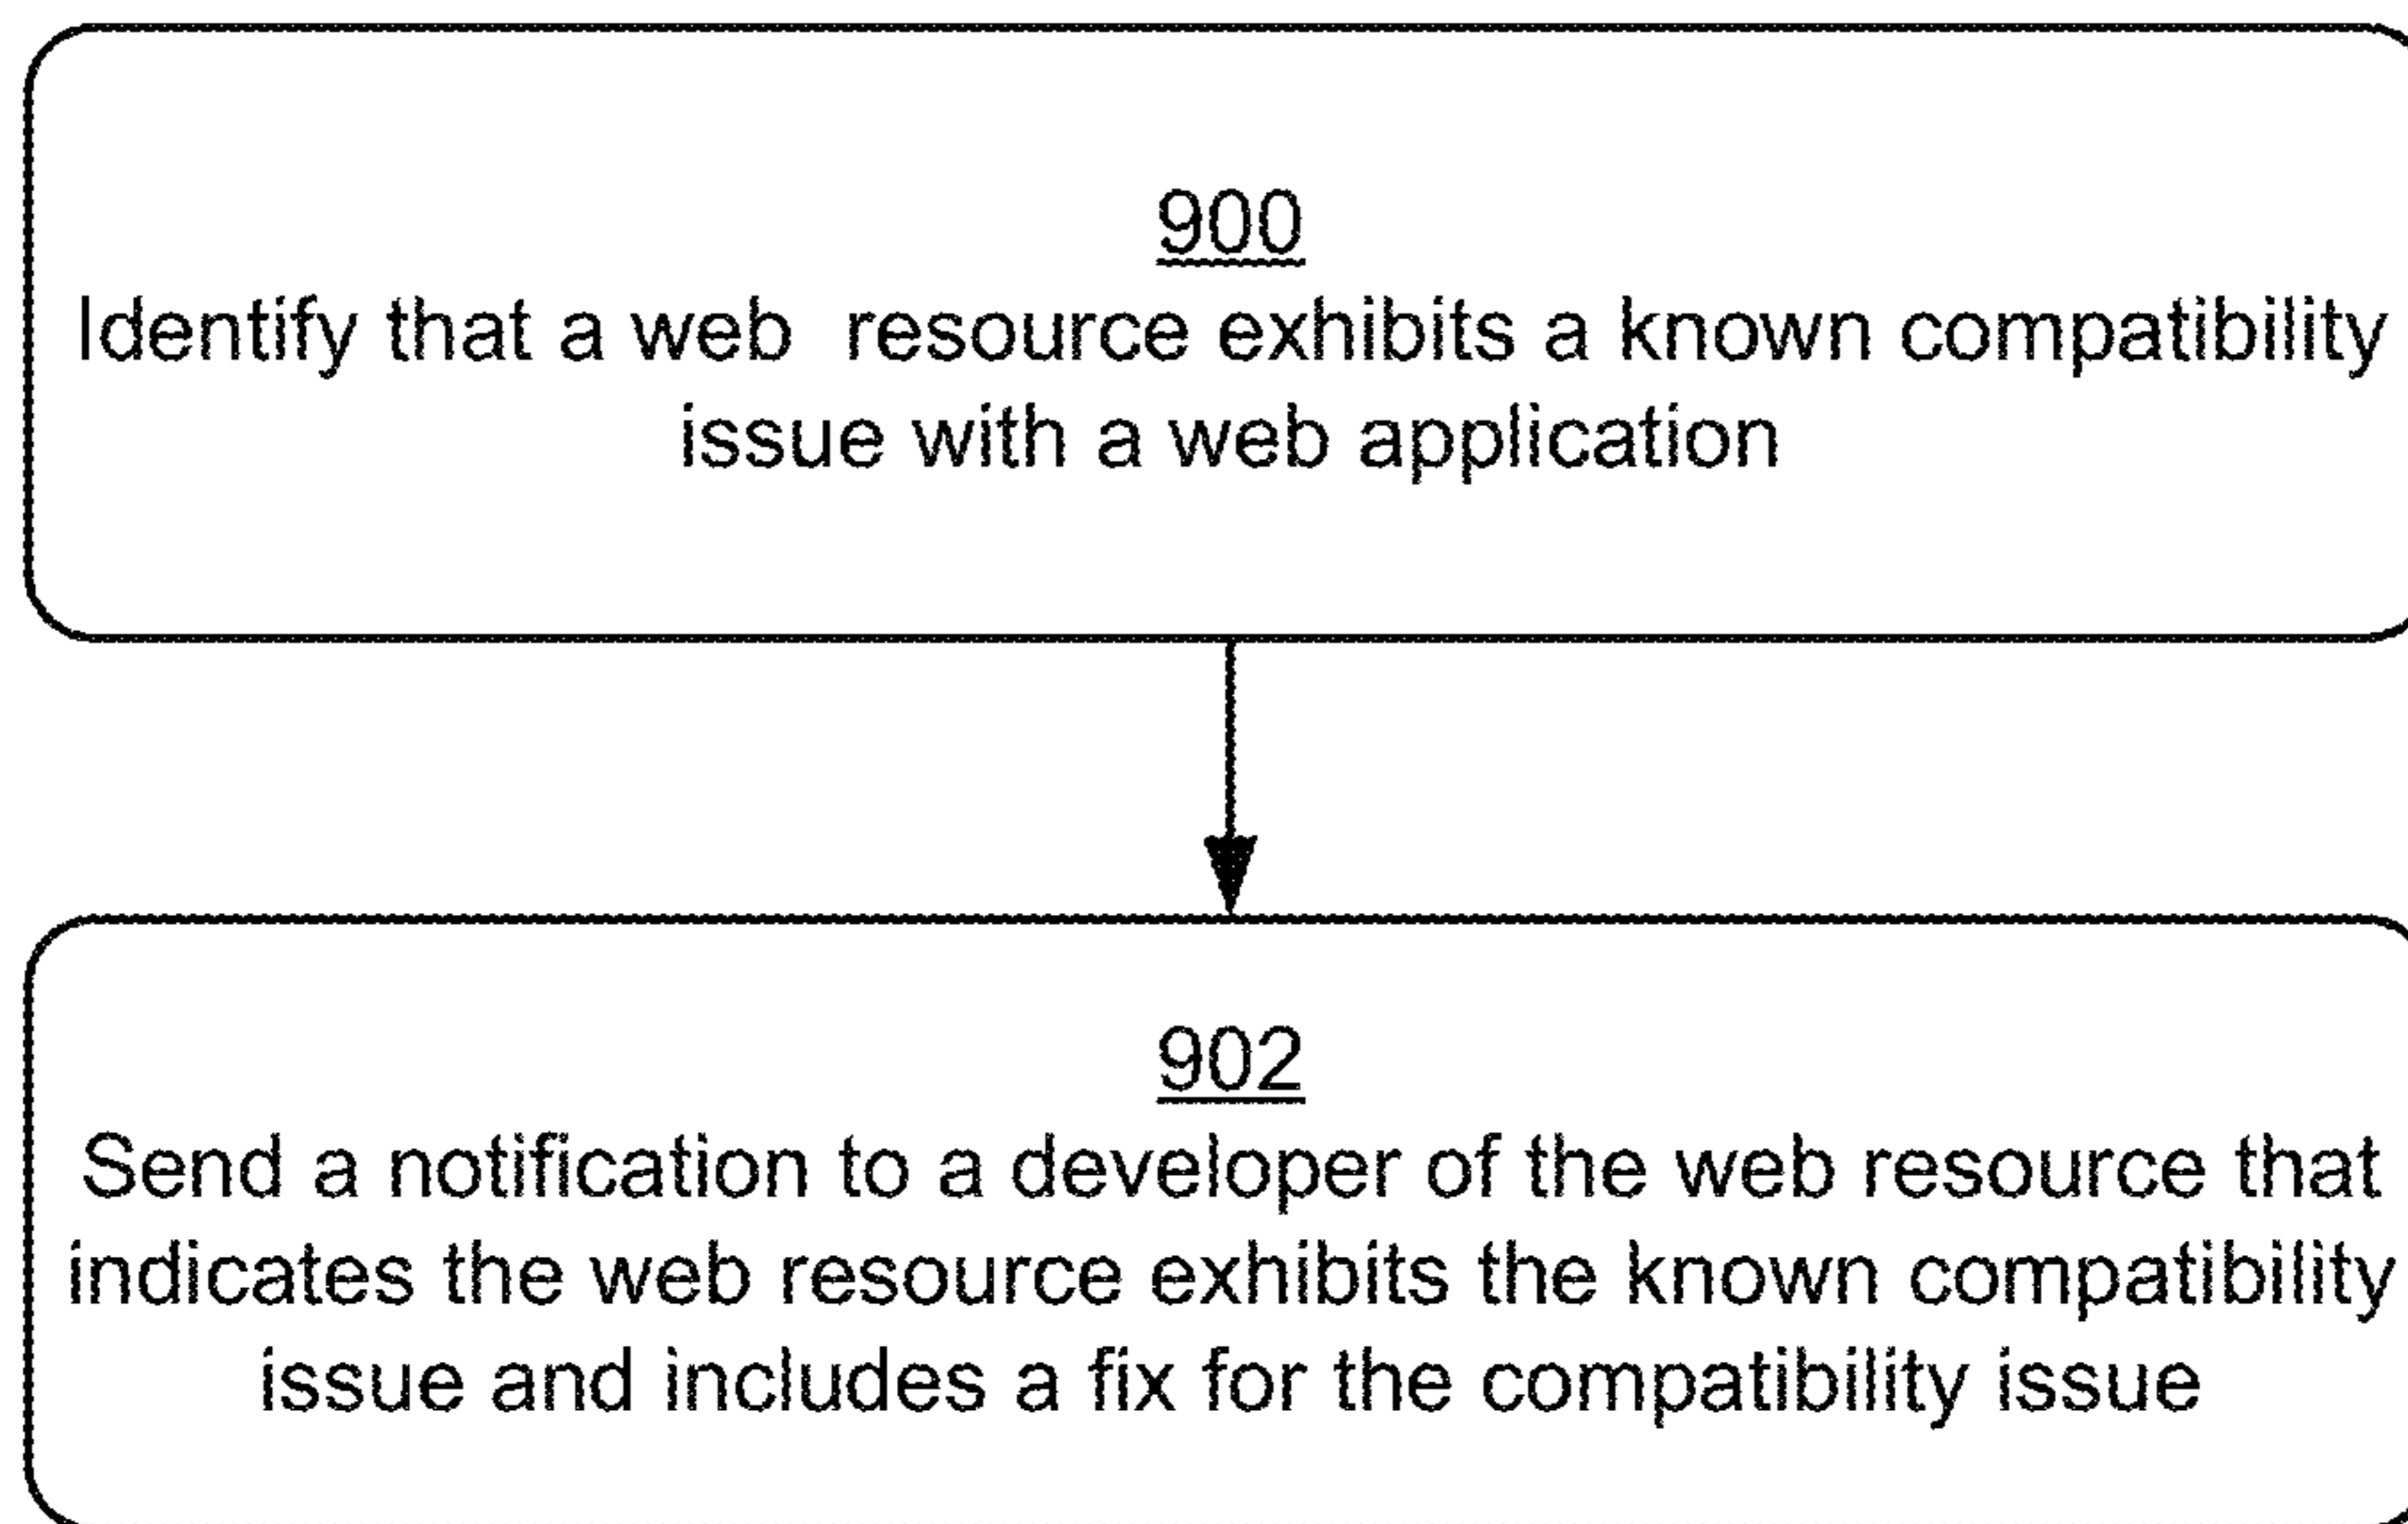 900
Identify that a web resource exhibits a known compatibility
issue with a web application
902
Send a notification to a developer of the web resource that
indicates the web resource exhibits the known compatibility
issue and includes a fix for the compatibility issue